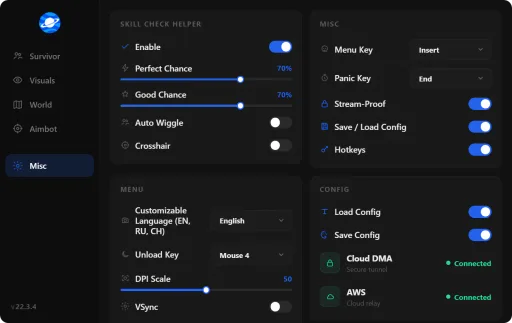 Survivor
Visuals
World
Aimbot
Misc
v.22.3.4
SKILL CHECK HELPER
Enable
Perfect Chance 70%
Good Chance 70%
Auto Wiggle
Crosshair
MISC
Menu Key Insert
Panic Key End
Stream-Proof
Save / Load Config
Hotkeys
MENU
Customizable
Language (EN, English
RU, CH)
Unload Key Mouse 4
DPI Scale 50
VSync
CONFIG
Load Config
Save Config
Cloud DMA
Secure tunnel
Connected
AWS
Cloud relay
Connected